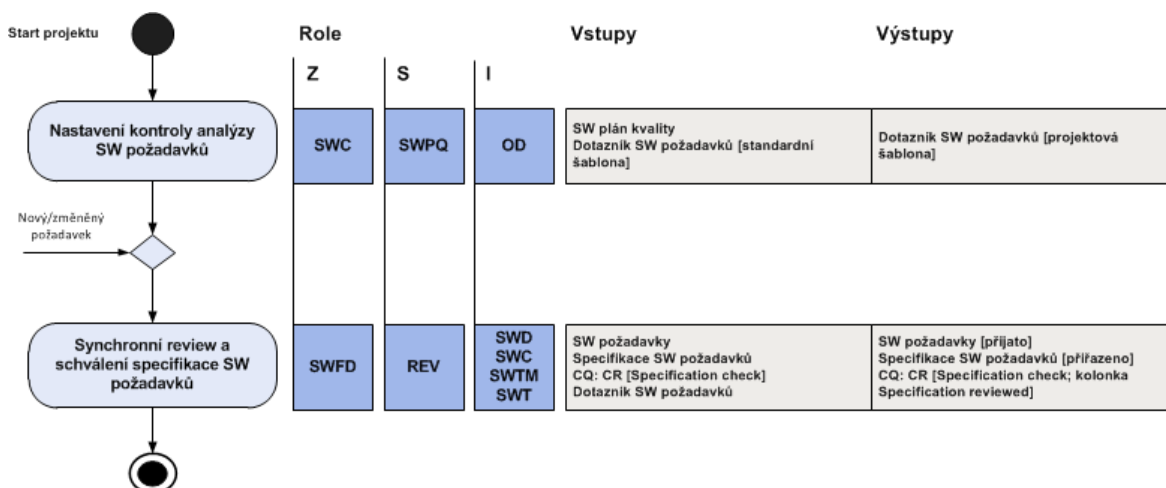 Start projektu
Role
Vstupy
Výstupy
Z
S
I
Nastavení kontroly analýzy
SW požadavků
SWC
SWPQ
OD
SW plán kvality
Dotazník SW požadavků [standardní
šablona]
Dotazník SW požadavků [projektová
šablona]
Nový/změněný
požadavek
Synchronní review a
schválení specifikace SW
požadavků
SWFD
REV
SWD
SWC
SWTM
SWT
SW požadavky
Specifikace SW požadavků
CQ: CR [Specification check]
Dotazník SW požadavků
SW požadavky [přijato]
Specifikace SW požadavků [přiřazeno]
CQ: CR [Specification check; kolonka
Specification reviewed]